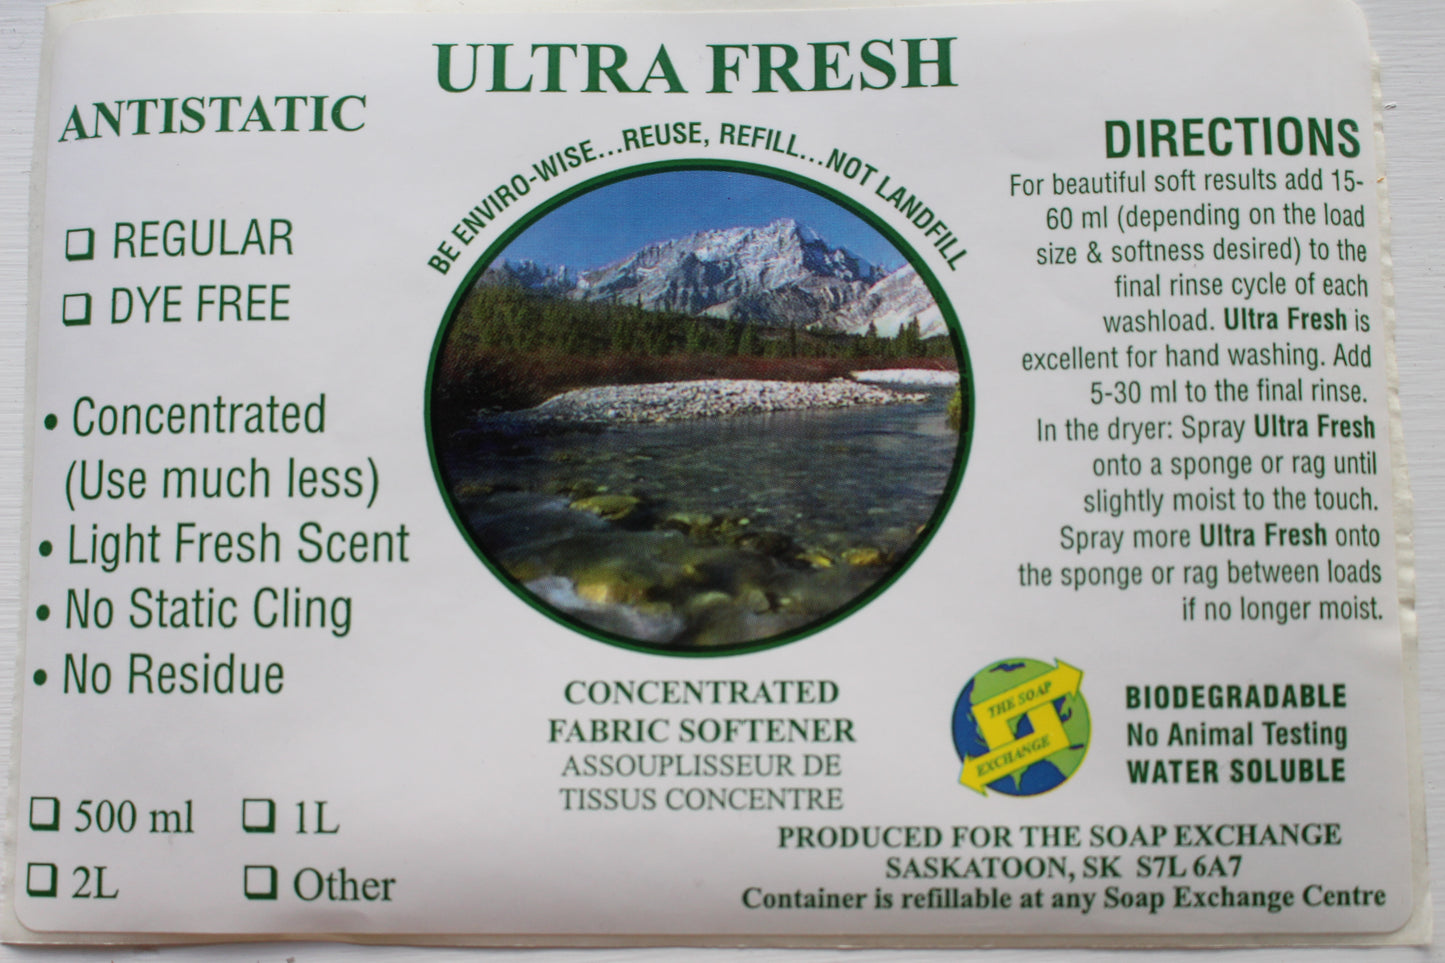 ULTRA FRESH
ANTISTATIC
REGULAR
DYE FREE
• Concentrated
(Use much less)
• Light Fresh Scent
• No Static Cling
• No Residue
500 ml
1L
2L
Other
BE ENVIRO-WISE...REUSE, REFILL...NOT LANDFILL
CONCENTRATED
FABRIC SOFTENER
ASSOUPLISSEUR DE
TISSUS CONCENTRE
DIRECTIONS
For beautiful soft results add 15-
60 ml (depending on the load
size & softness desired) to the
final rinse cycle of each
washload. Ultra Fresh is
excellent for hand washing. Add
5-30 ml to the final rinse.
In the dryer: Spray Ultra Fresh
onto a sponge or rag until
slightly moist to the touch.
Spray more Ultra Fresh onto
the sponge or rag between loads
if no longer moist.
THE SOAP
EXCHANGE
BIODEGRADABLE
No Animal Testing
WATER SOLUBLE
PRODUCED FOR THE SOAP EXCHANGE
SASKATOON, SK S7L 6A7
Container is refillable at any Soap Exchange Centre